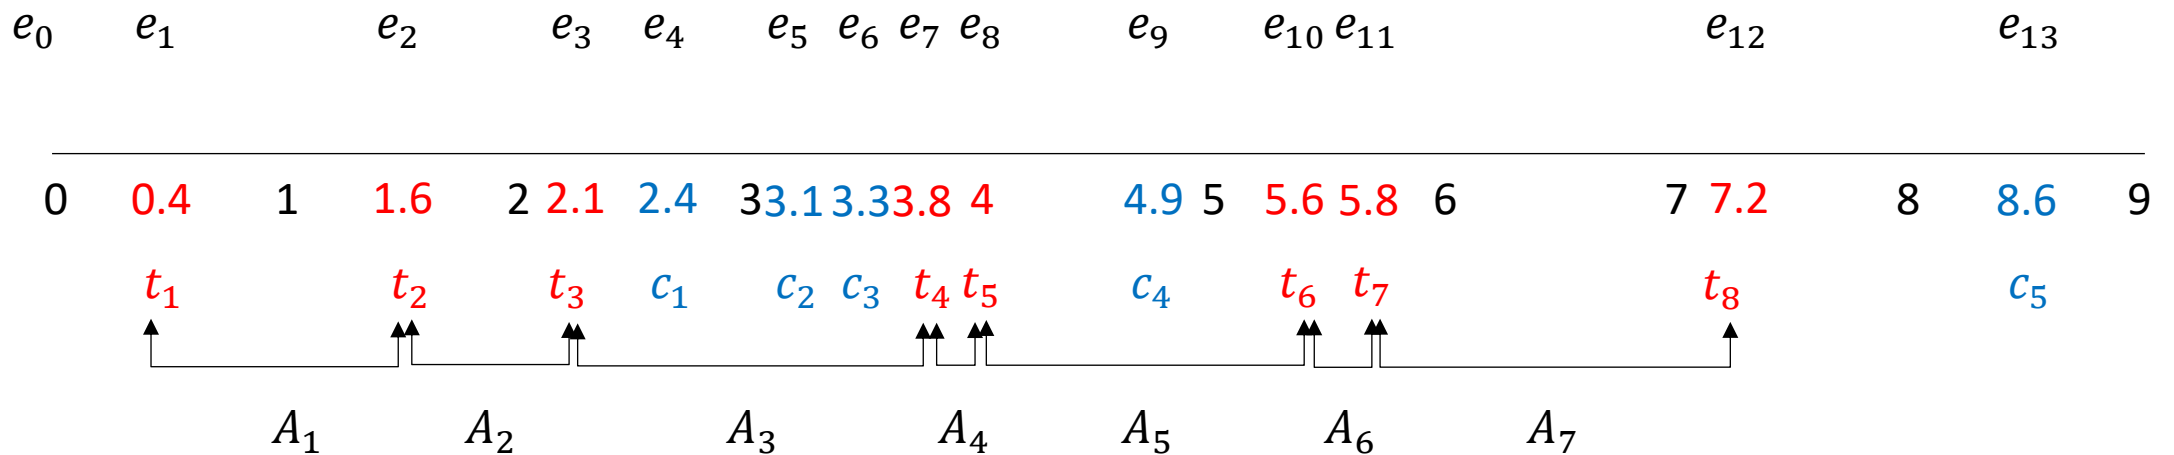 e₀ e₁ e₂ e₃ e₄ e₅ e₆ e₇ e₈ e₉ e₁₀ e₁₁ e₁₂ e₁₃
0 0.4 1 1.6 2 2.1 2.4 3 3.1 3.3 3.8 4 4.9 5 5.6 5.8 6 7 7.2 8 8.6 9
t₁ t₂ t₃ c₁ c₂ c₃ t₄ t₅ c₄ t₆ t₇ t₈ c₅
A₁ A₂ A₃ A₄ A₅ A₆ A₇